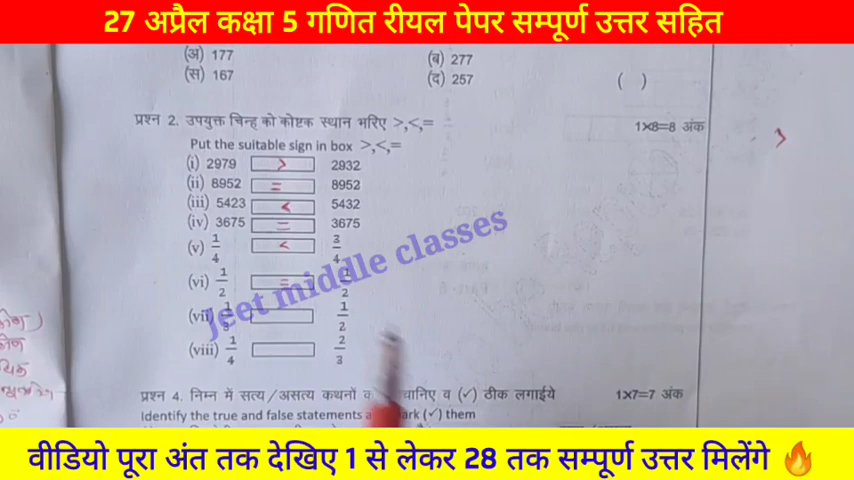 27 अप्रैल कक्षा 5 गणित रीयल पेपर सम्पूर्ण उत्तर सहित
(अ) 177 (ब) 277
(स) 167 (द) 257 ( )
प्रश्न 2. उपयुक्त चिन्ह को कोष्टक स्थान भरिए >,<,= 1×8=8 अंक
Put the suitable sign in box >,<,=
(i) 2979 > 2932
(ii) 8952 = 8952
(iii) 5423 < 5432
(iv) 3675 = 3675
(v) 1/4 < 3/4
(vi) 1/2 = 1/2
(vii) 1/3 1/2
(viii) 1/4 2/3
jeet middle classes
प्रश्न 4. निम्न में सत्य/असत्य कथनों चानिए व (✓) ठीक लगाईये 1×7=7 अंक
Identify the true and false statements ark (✓) them
वीडियो पूरा अंत तक देखिए 1 से लेकर 28 तक सम्पूर्ण उत्तर मिलेंगे 🔥